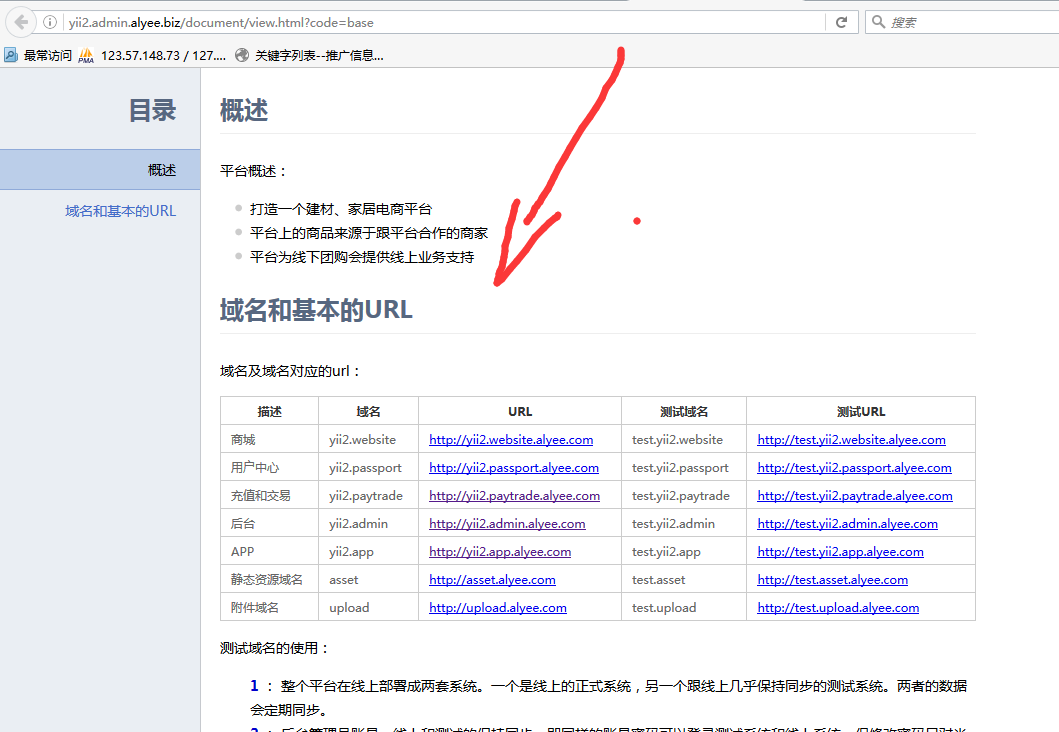 yii2.admin.alyee.biz/document/view.html?code=base
搜索
最常访问 PMA 123.57.148.73 / 127.... 关键字列表--推广信息...
目录
概述
域名和基本的URL
概述
平台概述：
打造一个建材、家居电商平台
平台上的商品来源于跟平台合作的商家
平台为线下团购会提供线上业务支持
域名和基本的URL
域名及域名对应的url：
描述 域名 URL 测试域名 测试URL
商城 yii2.website http://yii2.website.alyee.com test.yii2.website http://test.yii2.website.alyee.com
用户中心 yii2.passport http://yii2.passport.alyee.com test.yii2.passport http://test.yii2.passport.alyee.com
充值和交易 yii2.paytrade http://yii2.paytrade.alyee.com test.yii2.paytrade http://test.yii2.paytrade.alyee.com
后台 yii2.admin http://yii2.admin.alyee.com test.yii2.admin http://test.yii2.admin.alyee.com
APP yii2.app http://yii2.app.alyee.com test.yii2.app http://test.yii2.app.alyee.com
静态资源域名 asset http://asset.alyee.com test.asset http://test.asset.alyee.com
附件域名 upload http://upload.alyee.com test.upload http://test.upload.alyee.com
测试域名的使用：
1 ： 整个平台在线上部署成两套系统。一个是线上的正式系统，另一个跟线上几乎保持同步的测试系统。两者的数据
会定期同步。